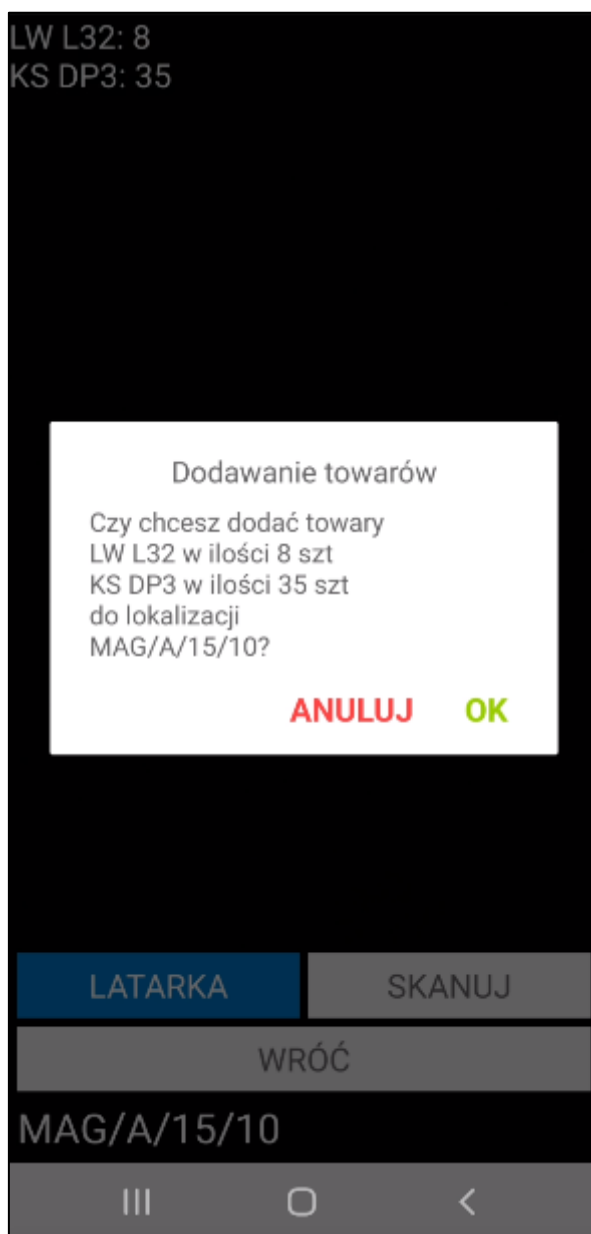 LW L32: 8
KS DP3: 35
Dodawanie towarów
Czy chcesz dodać towary
LW L32 w ilości 8 szt
KS DP3 w ilości 35 szt
do lokalizacji
MAG/A/15/10?
ANULUJ OK
LATARKA SKANUJ
WRÓĆ
MAG/A/15/10